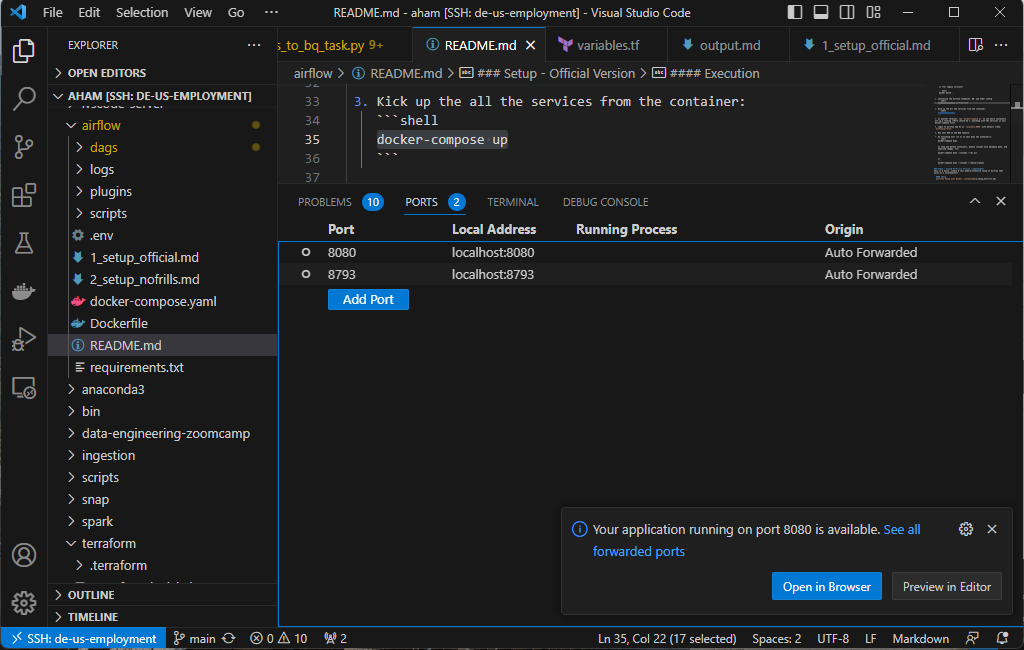 File Edit Selection View Go ··· README.md - aham [SSH: de-us-employment] - Visual Studio Code
EXPLORER ···
OPEN EDITORS
AHAM [SSH: DE-US-EMPLOYMENT]
airflow
dags
logs
plugins
scripts
.env
1_setup_official.md
2_setup_nofrills.md
docker-compose.yaml
Dockerfile
README.md
requirements.txt
anaconda3
bin
data-engineering-zoomcamp
ingestion
scripts
snap
spark
terraform
.terraform
OUTLINE
TIMELINE
s_to_bq_task.py 9+ README.md variables.tf output.md 1_setup_official.md ···
airflow > README.md > ### Setup - Official Version > #### Execution
33 3. Kick up the all the services from the container:
34 ```shell
35 docker-compose up
36 ```
37
PROBLEMS 10 PORTS 2 TERMINAL DEBUG CONSOLE
Port Local Address Running Process Origin
8080 localhost:8080 Auto Forwarded
8793 localhost:8793 Auto Forwarded
Add Port
Your application running on port 8080 is available. See all
forwarded ports
Open in Browser Preview in Editor
SSH: de-us-employment main 0 10 2 Ln 35, Col 22 (17 selected) Spaces: 2 UTF-8 LF Markdown